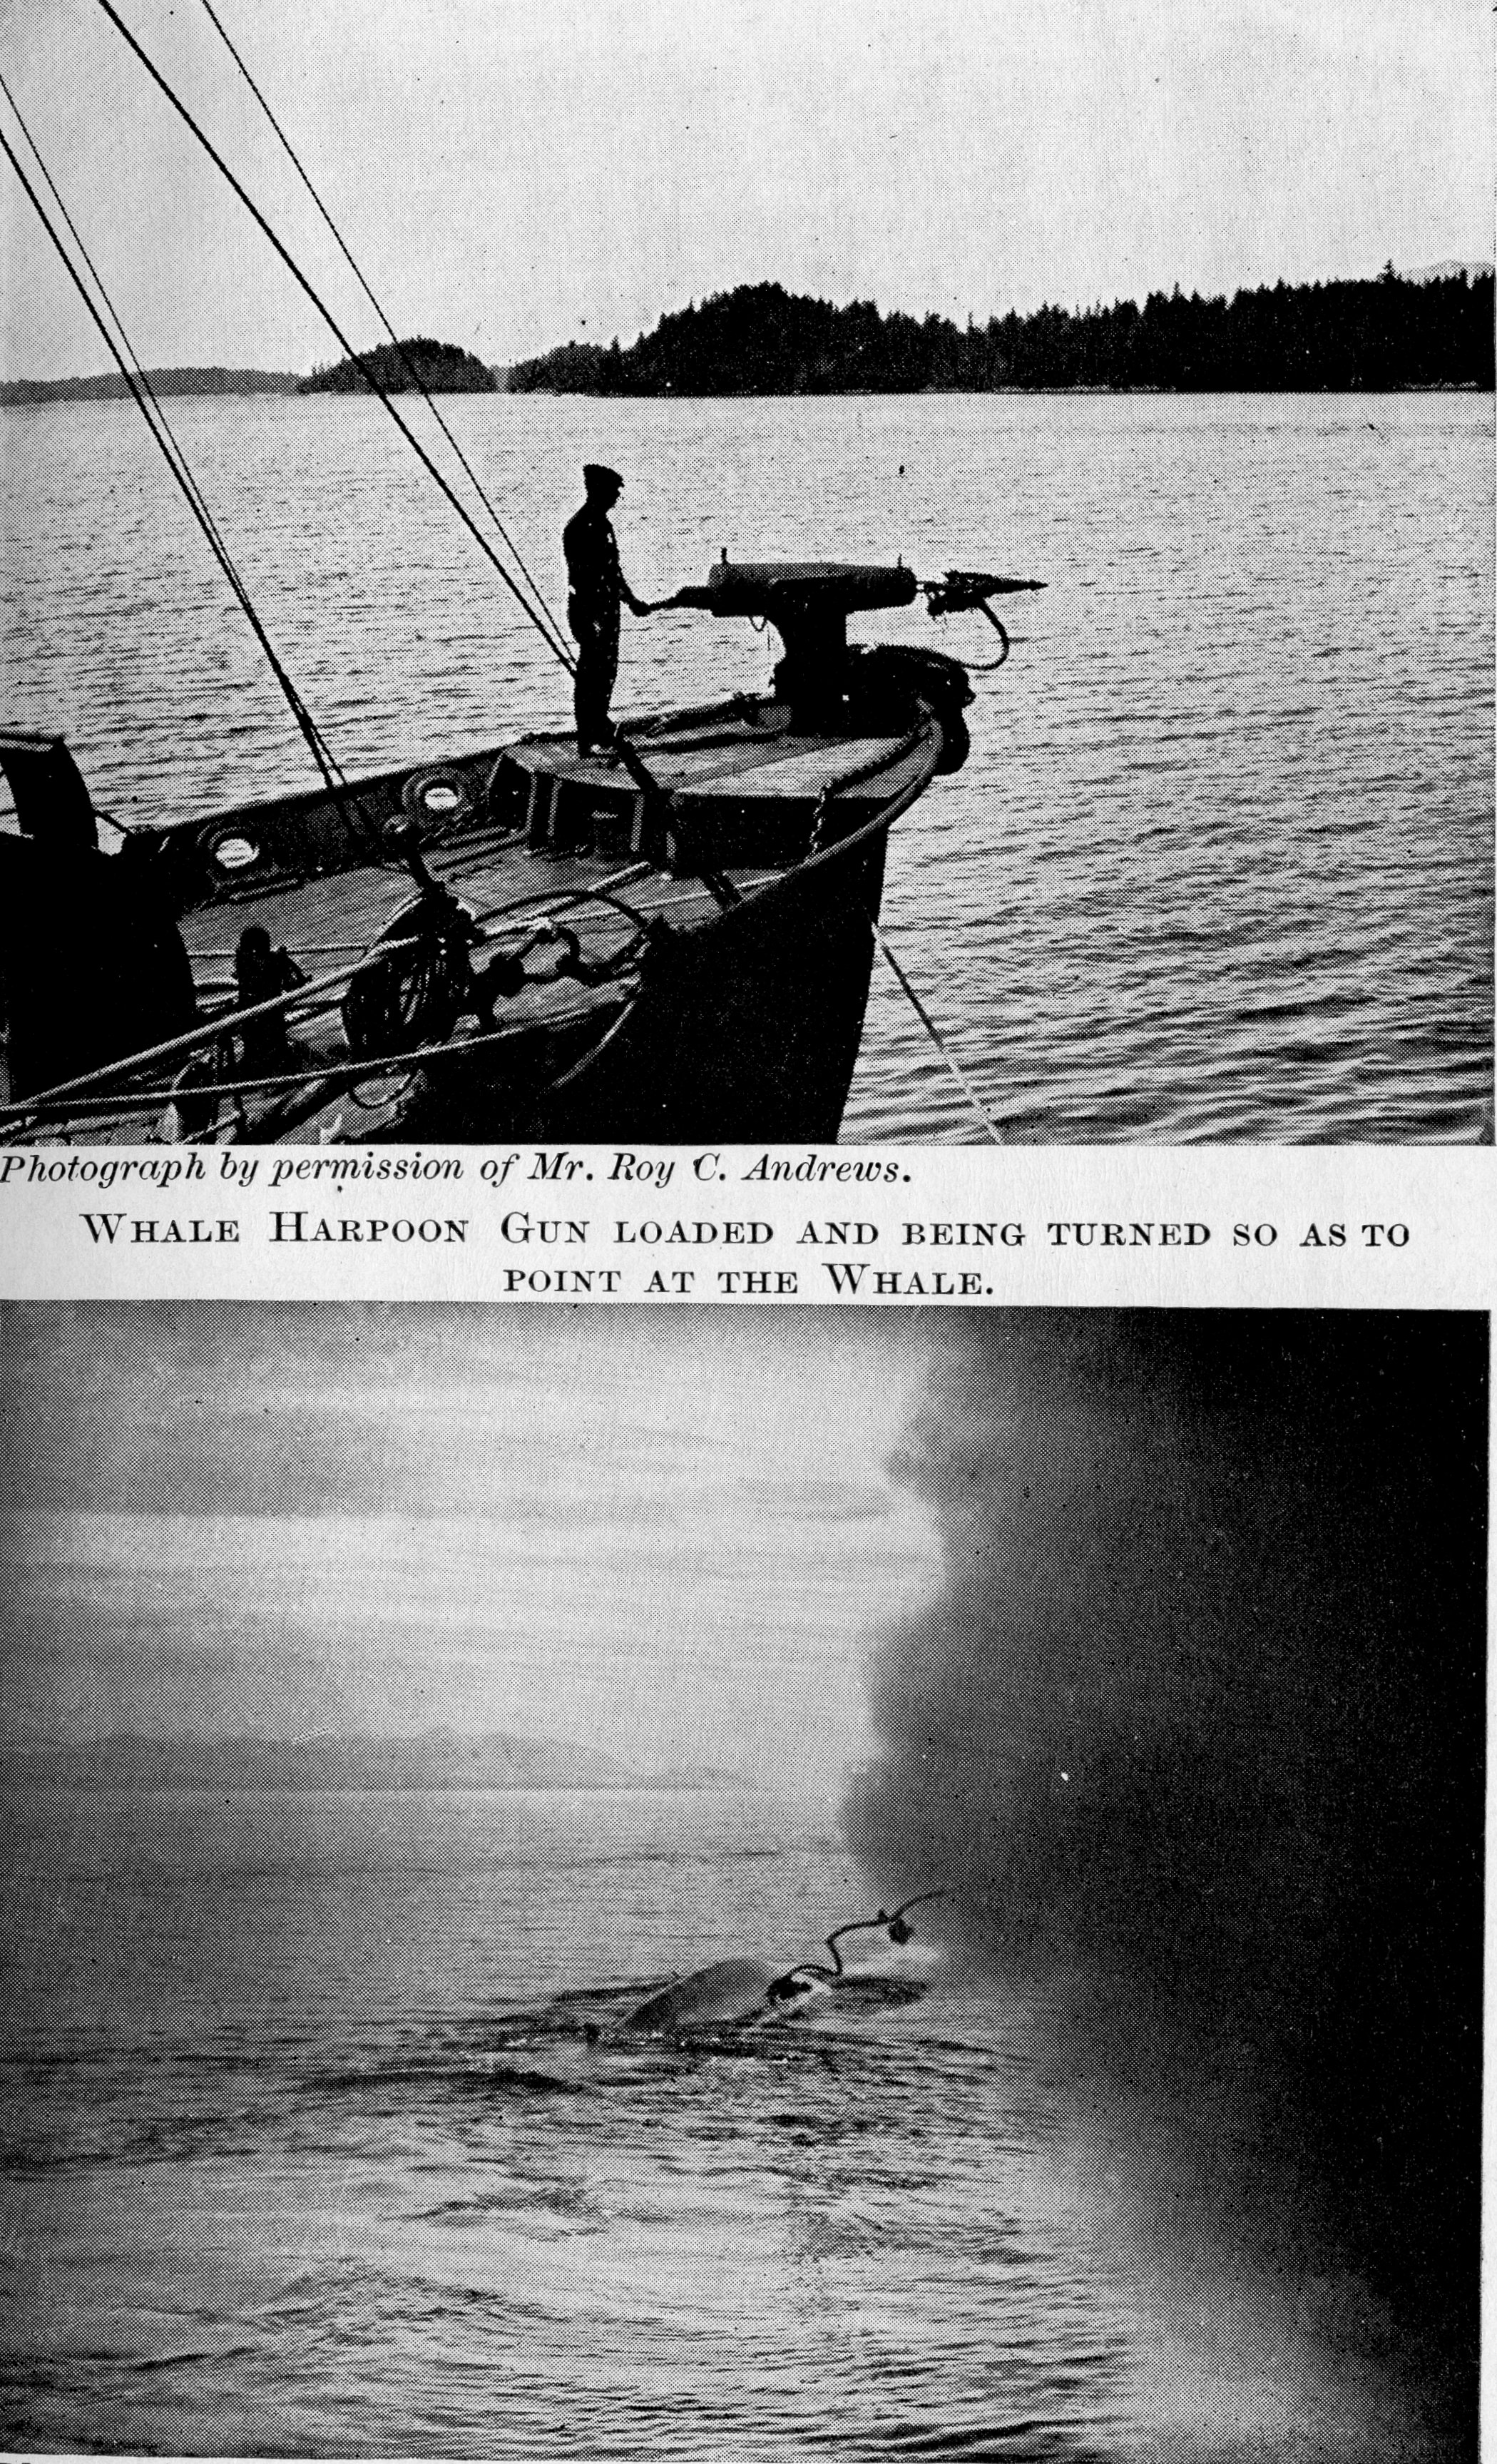 Photograph by permission of Mr. Roy C. Andrews.
Whale Harpoon Gun loaded and being turned so as to
point at the Whale.